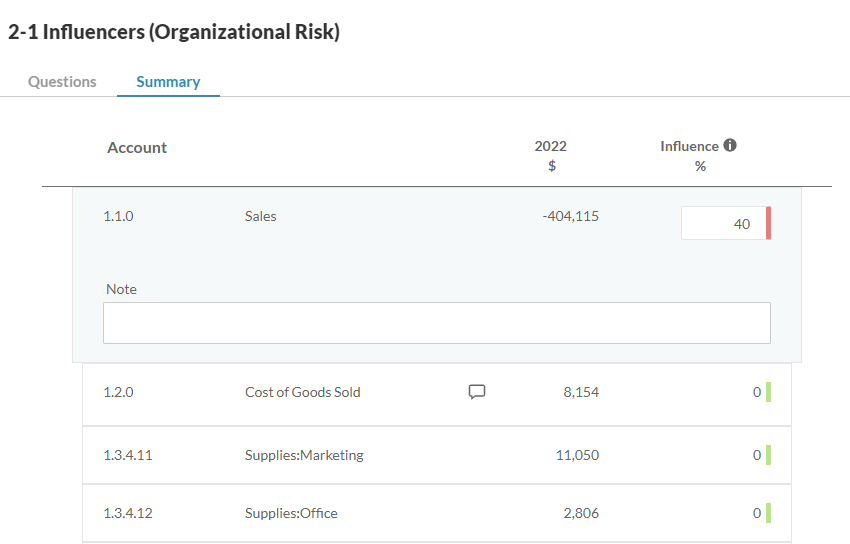 2-1 Influencers (Organizational Risk)
Questions Summary
Account 2022 Influence
$ %
1.1.0 Sales -404,115 40
Note
1.2.0 Cost of Goods Sold 8,154 0
1.3.4.11 Supplies:Marketing 11,050 0
1.3.4.12 Supplies:Office 2,806 0